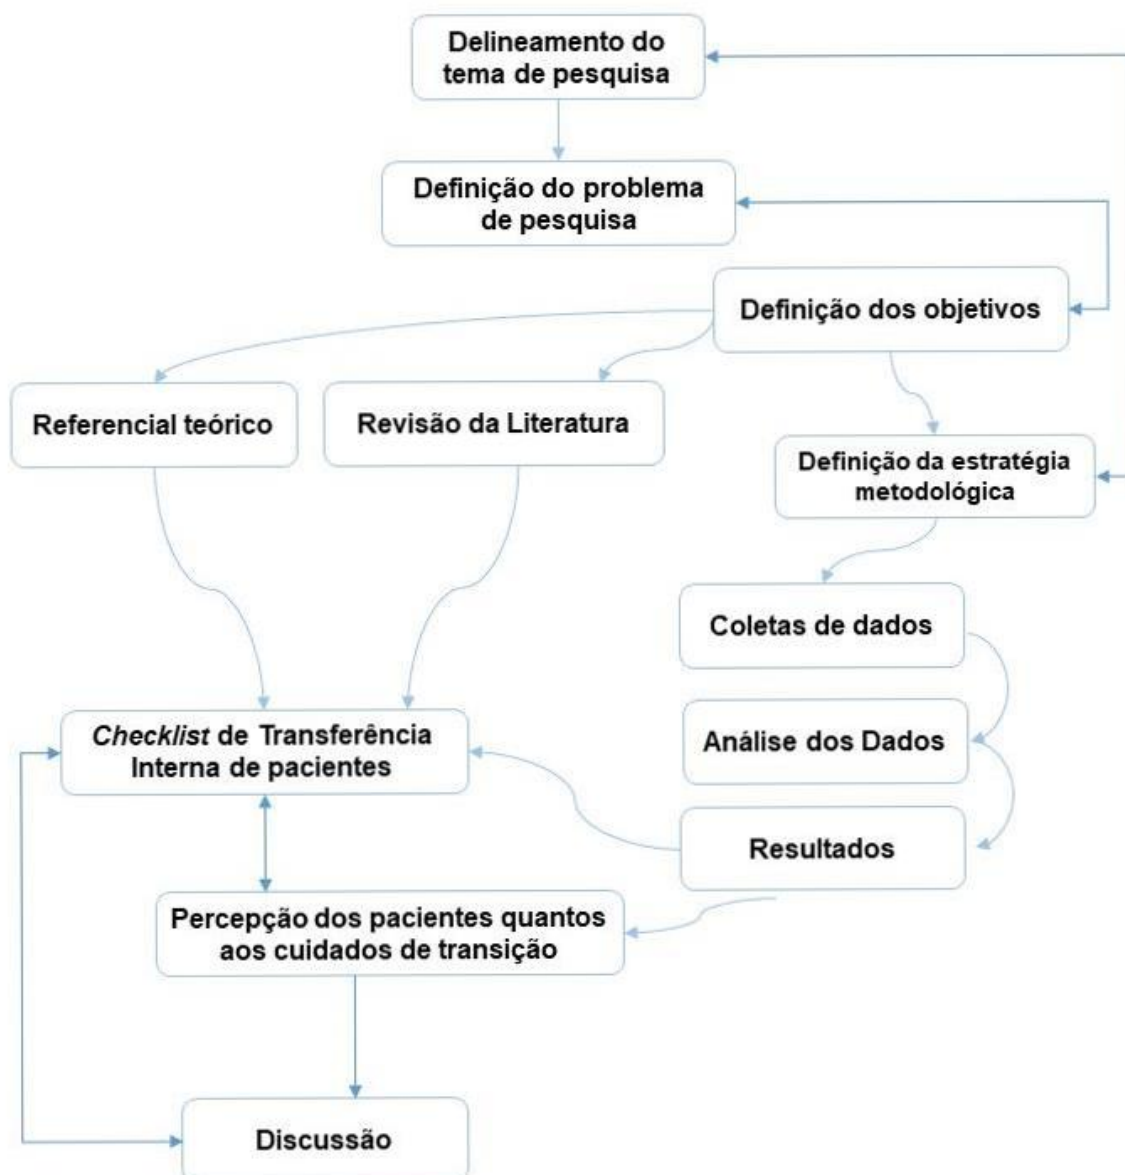 Delineamento do
tema de pesquisa
Definição do problema
de pesquisa
Definição dos objetivos
Referencial teórico
Revisão da Literatura
Definição da estratégia
metodológica
Coletas de dados
Checklist de Transferência
Interna de pacientes
Análise dos Dados
Resultados
Percepção dos pacientes quantos
aos cuidados de transição
Discussão